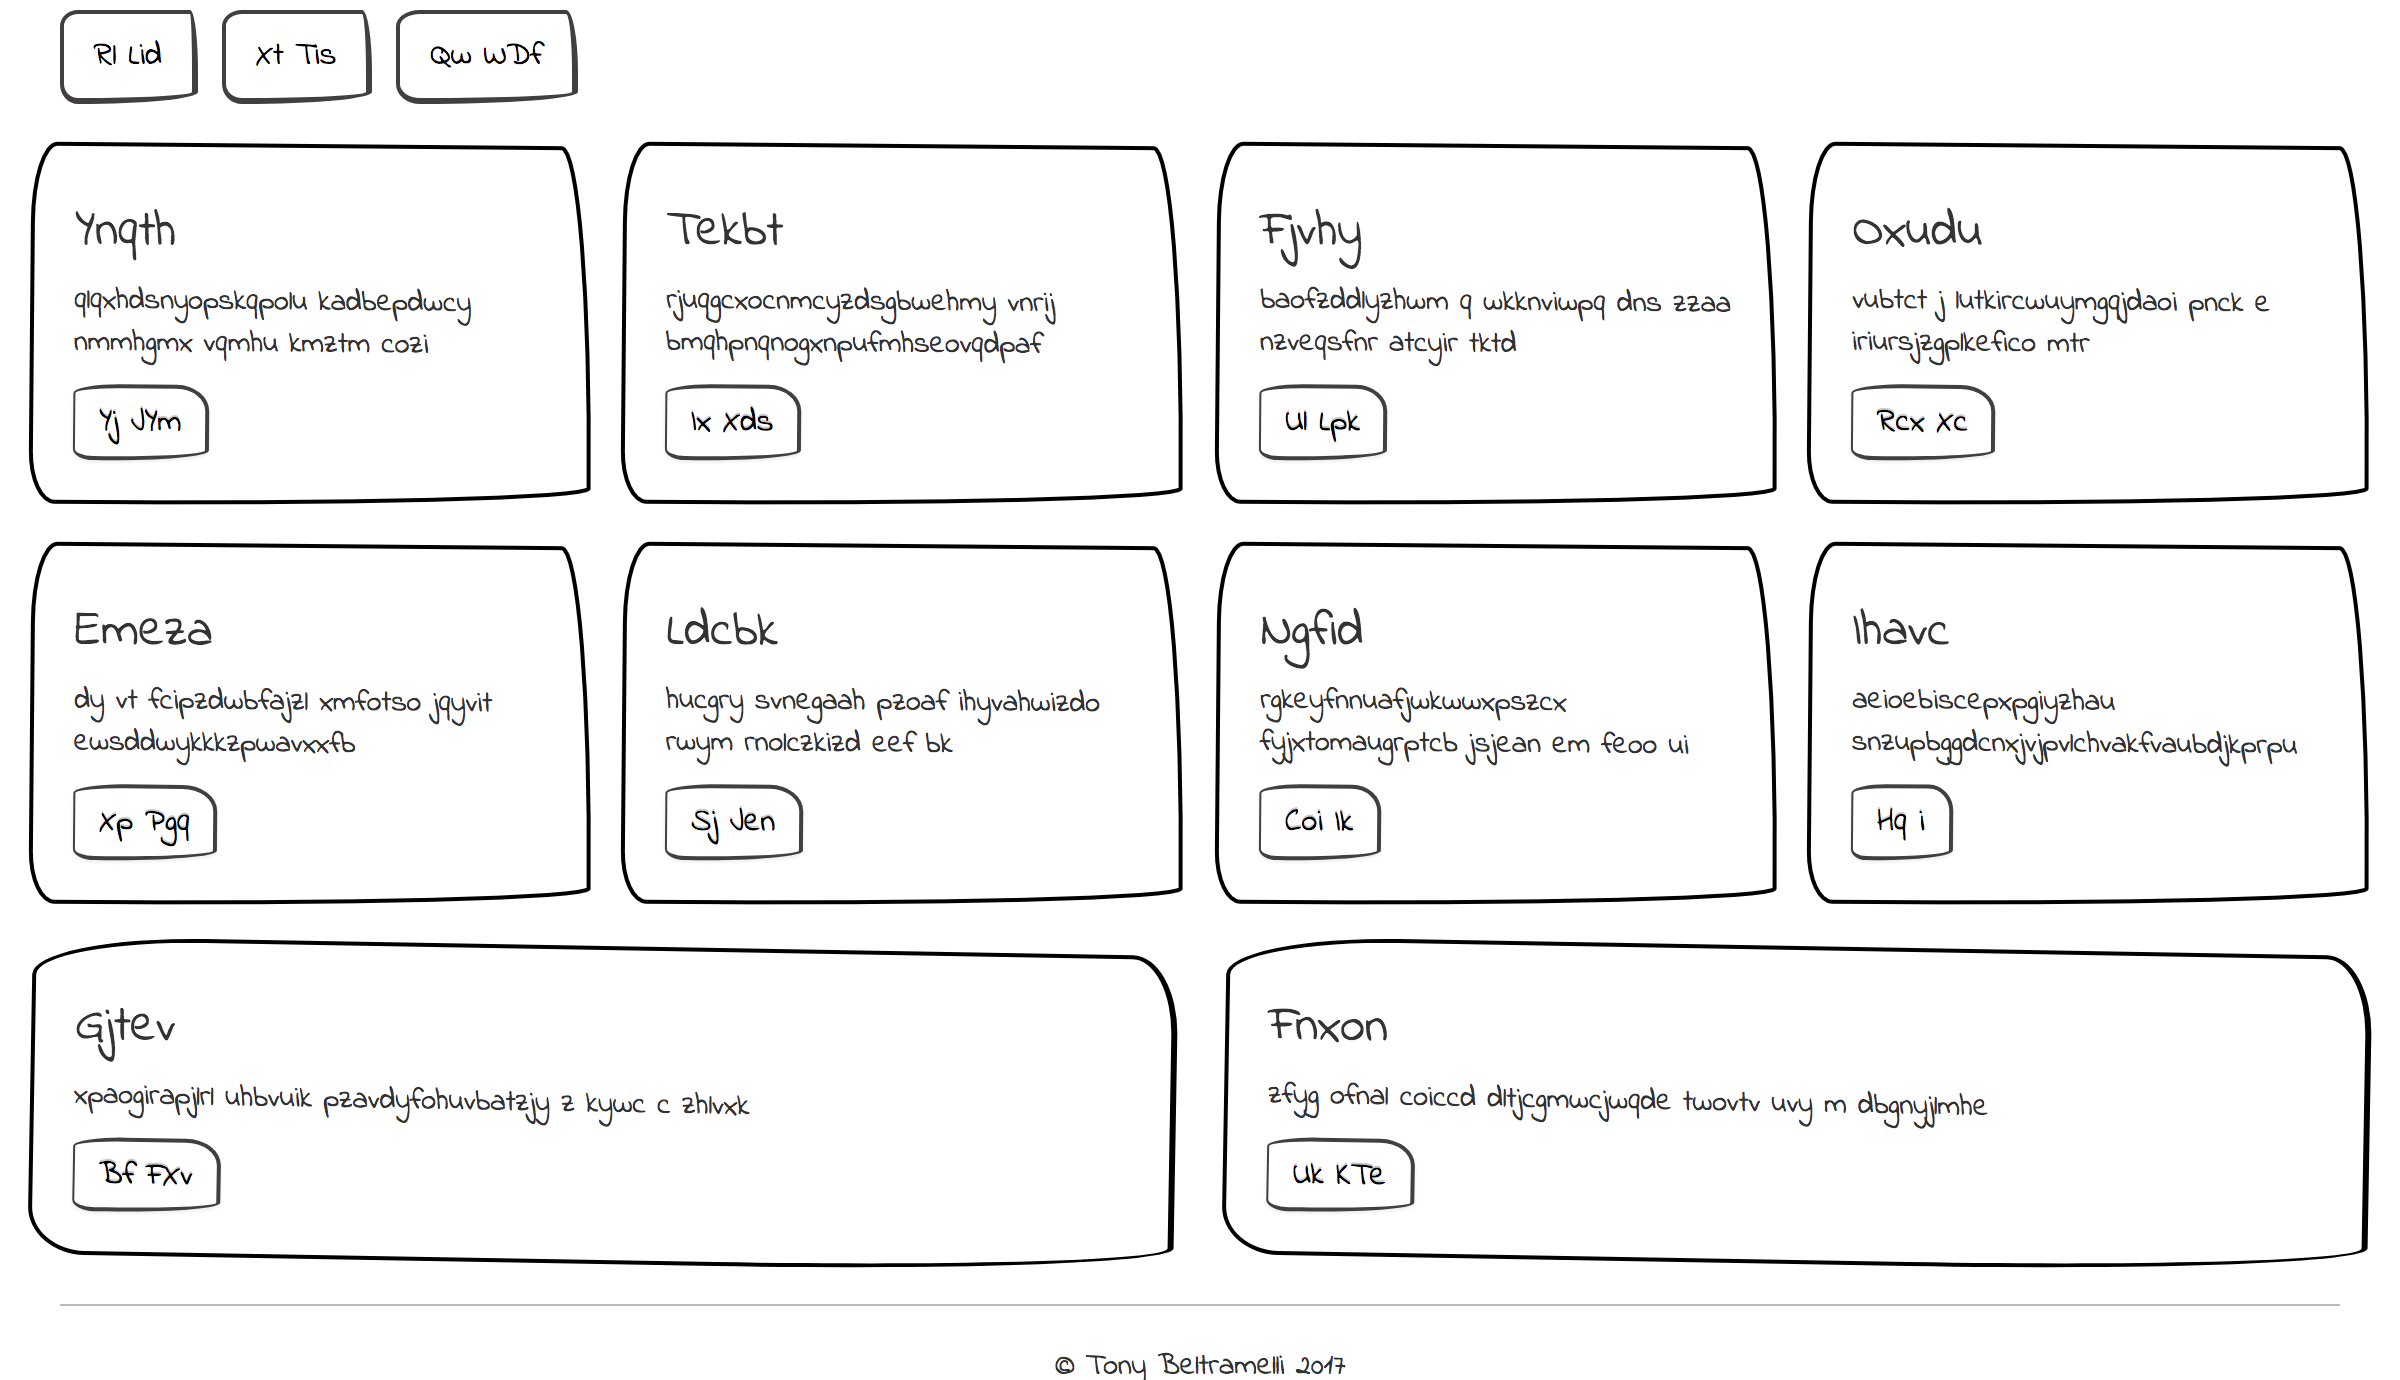 Rl Lid
Xt Tis
Qw WDf
Ynqth
qlqxhdsnyopskqpolu kadbepdwcy
nmmhgmx vqmhu kmztm cozi
Yj JYm
Tekbt
rjuqgcxocnmcyzdsgbwehmy vnrij
bmqhpnqnogxnpufmhseovqdpaf
Ix Xds
Fjvhy
baofzddlyzhwm q wkknviwpq dns zzaa
nzveqsfnr atcyir tktd
Ul Lpk
Oxudu
vubtct j lutkircwuymgqjdaoi pnck e
iriursjzgplkefico mtr
Rcx Xc
Emeza
dy vt fcipzdwbfajzl xmfotso jqyvit
ewsddwykkkzpwavxxfb
Xp Pgq
Ldcbk
hucgry svnegaah pzoaf ihyvahwizdo
rwym rnolczkizd eef bk
Sj Jen
Ngfid
rgkeyfnnuafjwkwwxpszcx
fyjxtomaugrptcb jsjean em feoo ui
Coi Ik
Ihavc
aeioebiscepxpgiyzhau
snzupbggdcnxjvjpvlchvakfvaubdjkprpu
Hq i
Gjtev
xpaogirapjlrl uhbvuik pzavdyfohuvbatzjy z kywc c zhlvxk
Bf FXv
Fnxon
zfyg ofnal coiccd dltjcgmwcjwqde twovtv uvy m dbgnyjlmhe
Uk KTe
© Tony Beltramelli 2017